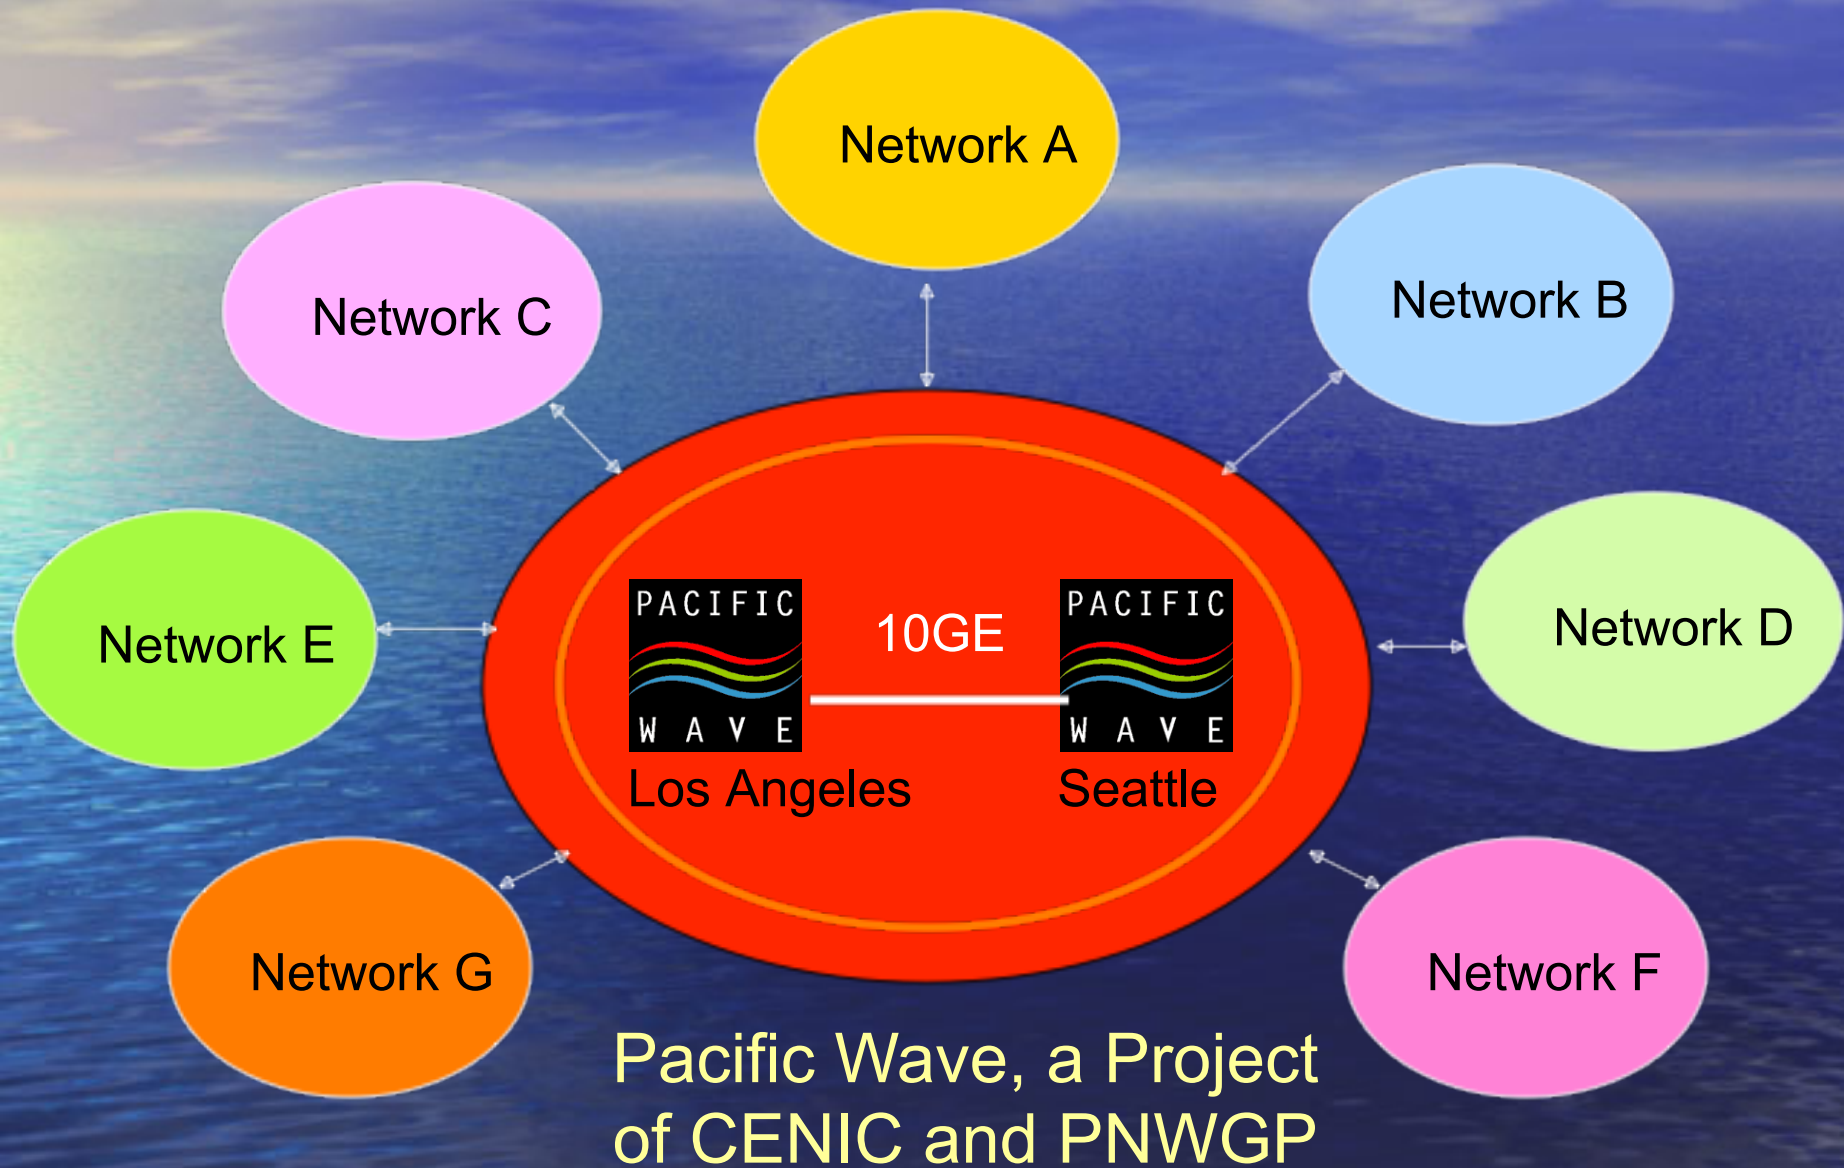 Network A
Network B
Network C
Network D
Network E
PACIFIC
WAVE
Los Angeles
10GE
PACIFIC
WAVE
Seattle
Network F
Network G
Pacific Wave, a Project
of CENIC and PNWGP